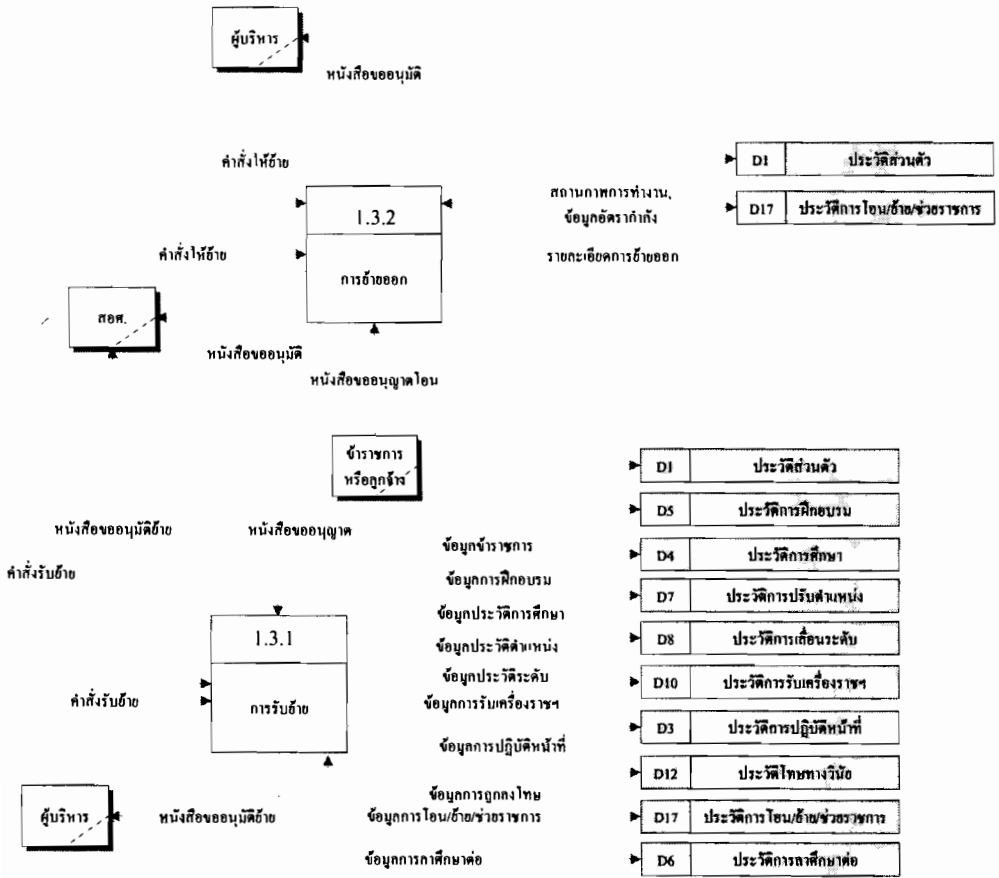 ผู้บริหาร
หนังสือขออนุมัติ
คำสั่งให้ย้าย
D1 ประวัติส่วนตัว
สถานภาพการทำงาน,
ข้อมูลอัตรากำลัง
D17 ประวัติการโอน/ย้าย/ช่วยราชการ
1.3.2
คำสั่งให้ย้าย
รายละเอียดการย้ายออก
การย้ายออก
สอศ.
หนังสือขออนุมัติ
หนังสือขออนุญาตโอน
ข้าราชการ
หรือลูกจ้าง
D1 ประวัติส่วนตัว
D5 ประวัติการฝึกอบรม
หนังสือขออนุมัติย้าย
หนังสือขออนุญาต
ข้อมูลข้าราชการ
D4 ประวัติการศึกษา
คำสั่งรับย้าย
ข้อมูลการฝึกอบรม
D7 ประวัติการปรับตำแหน่ง
ข้อมูลประวัติการศึกษา
1.3.1
ข้อมูลประวัติตำแหน่ง
D8 ประวัติการเลื่อนระดับ
ข้อมูลประวัติระดับ
D10 ประวัติการรับเครื่องราชฯ
คำสั่งรับย้าย
การรับย้าย
ข้อมูลการรับเครื่องราชฯ
D3 ประวัติการปฏิบัติหน้าที่
ข้อมูลการปฏิบัติหน้าที่
D12 ประวัติโทษทางวินัย
ข้อมูลการถูกลงโทษ
ผู้บริหาร
หนังสือขออนุมัติย้าย
ข้อมูลการโอน/ย้าย/ช่วยราชการ
D17 ประวัติการโอน/ย้าย/ช่วยราชการ
ข้อมูลการลาศึกษาต่อ
D6 ประวัติการลาศึกษาต่อ